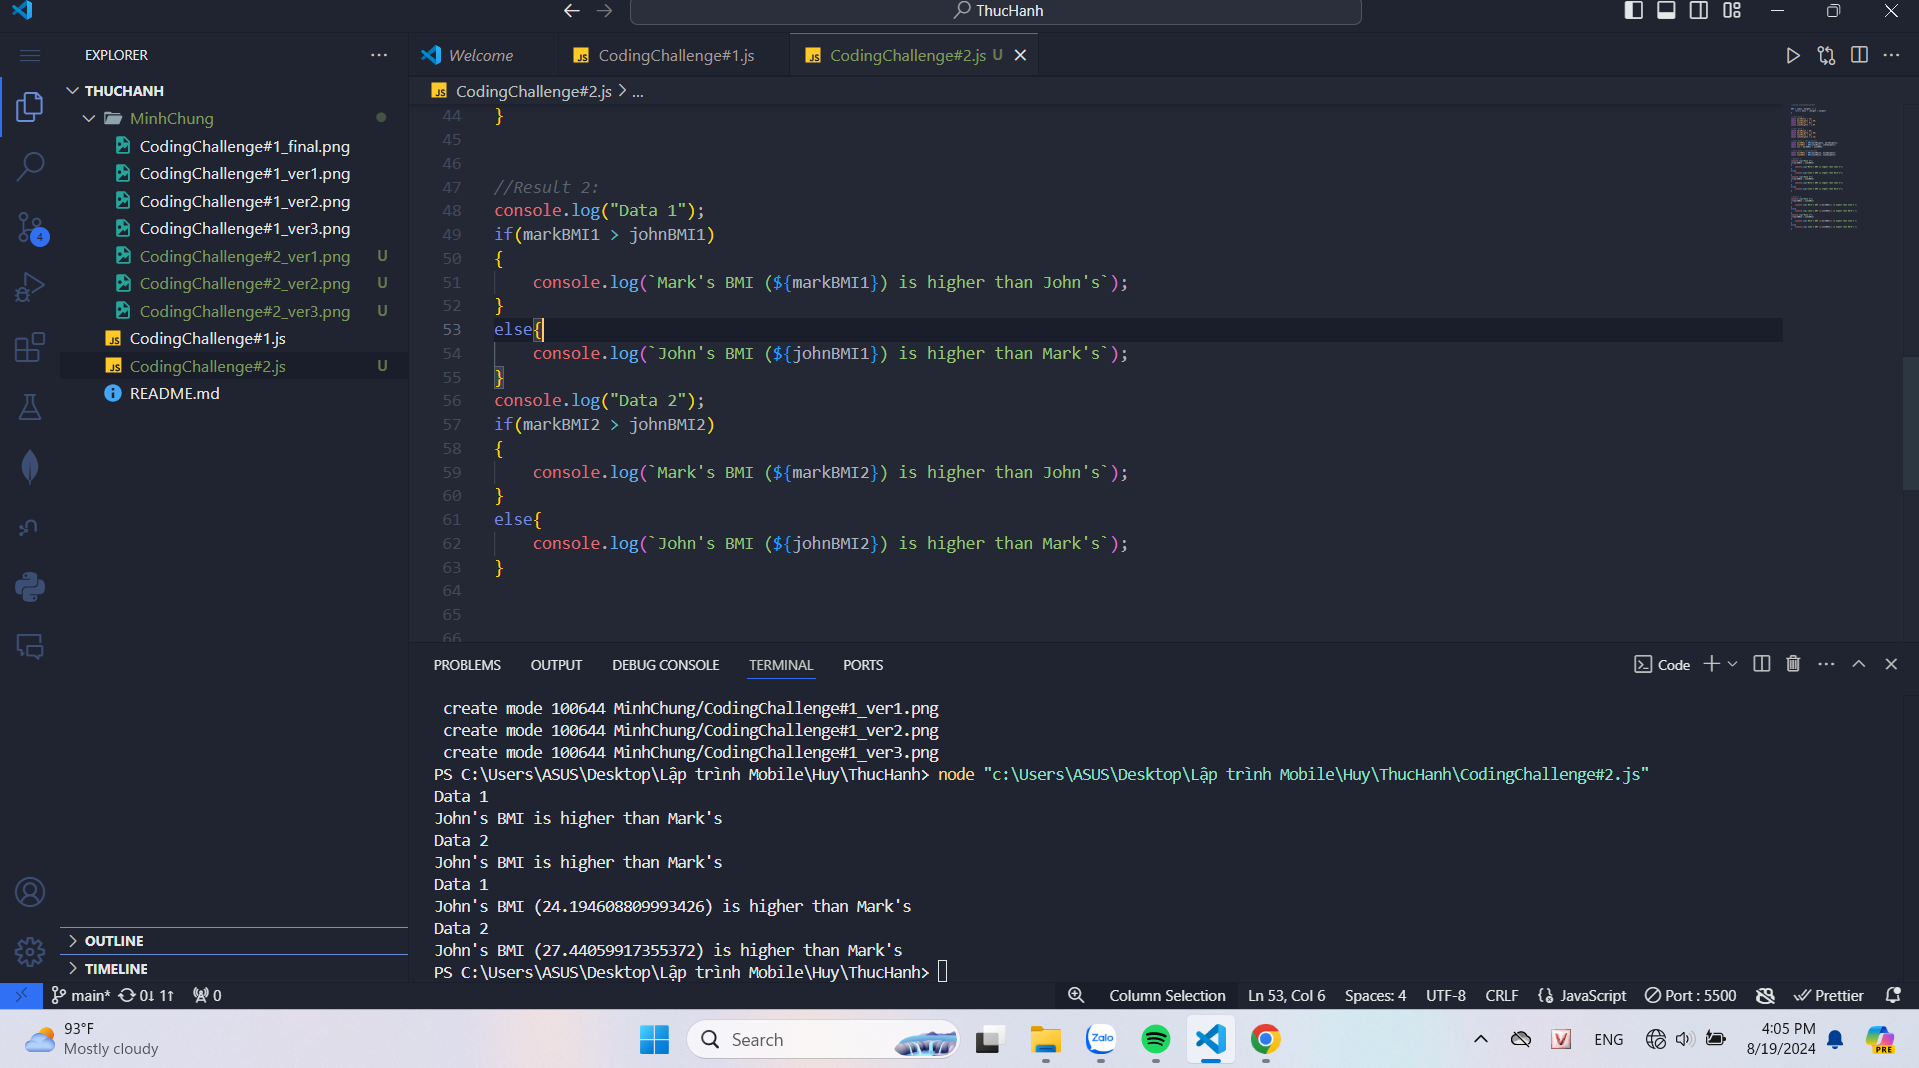 ThucHanh
EXPLORER
Welcome
CodingChallenge#1.js
CodingChallenge#2.js U
CodingChallenge#2.js > ...
THUCHANH
MinhChung
CodingChallenge#1_final.png
CodingChallenge#1_ver1.png
CodingChallenge#1_ver2.png
CodingChallenge#1_ver3.png
CodingChallenge#2_ver1.png U
CodingChallenge#2_ver2.png U
CodingChallenge#2_ver3.png U
CodingChallenge#1.js
CodingChallenge#2.js U
README.md
4
OUTLINE
TIMELINE
44 }
45
46
47 //Result 2:
48 console.log("Data 1");
49 if(markBMI1 > johnBMI1)
50 {
51 console.log(`Mark's BMI (${markBMI1}) is higher than John's`);
52 }
53 else{
54 console.log(`John's BMI (${johnBMI1}) is higher than Mark's`);
55 }
56 console.log("Data 2");
57 if(markBMI2 > johnBMI2)
58 {
59 console.log(`Mark's BMI (${markBMI2}) is higher than John's`);
60 }
61 else{
62 console.log(`John's BMI (${johnBMI2}) is higher than Mark's`);
63 }
64
65
66
PROBLEMS OUTPUT DEBUG CONSOLE TERMINAL PORTS
Code
create mode 100644 MinhChung/CodingChallenge#1_ver1.png
create mode 100644 MinhChung/CodingChallenge#1_ver2.png
create mode 100644 MinhChung/CodingChallenge#1_ver3.png
PS C:\Users\ASUS\Desktop\Lập trình Mobile\Huy\ThucHanh> node "c:\Users\ASUS\Desktop\Lập trình Mobile\Huy\ThucHanh\CodingChallenge#2.js"
Data 1
John's BMI is higher than Mark's
Data 2
John's BMI is higher than Mark's
Data 1
John's BMI (24.194608809993426) is higher than Mark's
Data 2
John's BMI (27.44059917355372) is higher than Mark's
PS C:\Users\ASUS\Desktop\Lập trình Mobile\Huy\ThucHanh>
main* 0↓ 1↑ 0
Column Selection Ln 53, Col 6 Spaces: 4 UTF-8 CRLF JavaScript Port : 5500 Prettier
93°F
Mostly cloudy
Search
Zalo
V
ENG
4:05 PM
8/19/2024
PRE